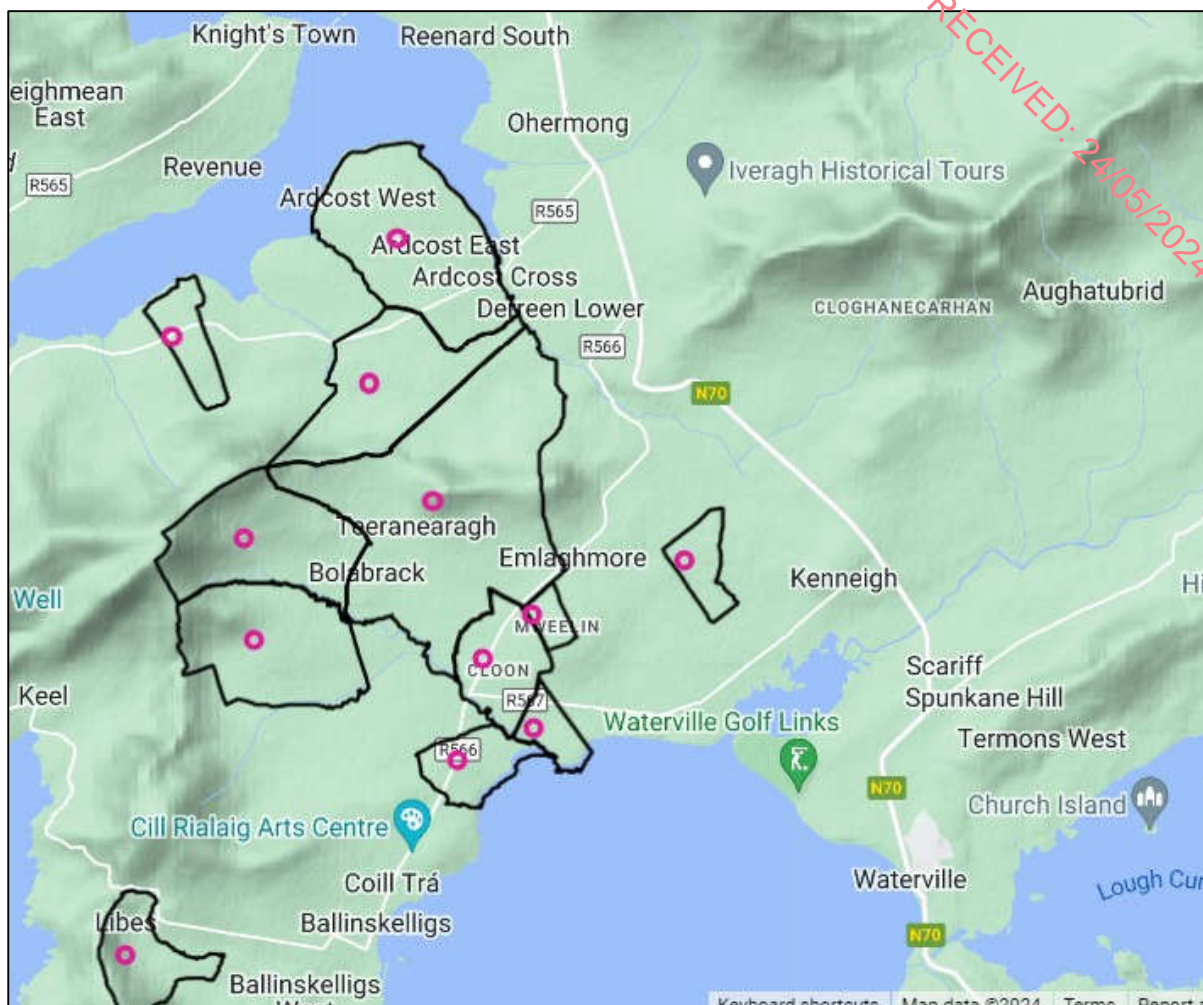 Knight's Town
Reenard South
RECEIVED: 24/05/2024
eighmean
East
Ohermong
Revenue
Iveragh Historical Tours
R565
Ardcost West
R565
Ardcost East
Ardcost Cross
Aughatubrid
Derreen Lower
CLOGHANECARHAN
R566
N70
Teeranearagh
Emlaghmore
Bolabrack
Kenneigh
Well
Hi
MWEELIN
CLOON
Scariff
Keel
R567
Spunkane Hill
Waterville Golf Links
Termons West
R566
N70
Church Island
Cill Rialaig Arts Centre
Coill Trá
Waterville
Lough Cur
Libes
Ballinskelligs
N70
Ballinskelligs
West
Keyboard shortcuts
Map data ©2024
Terms
Report